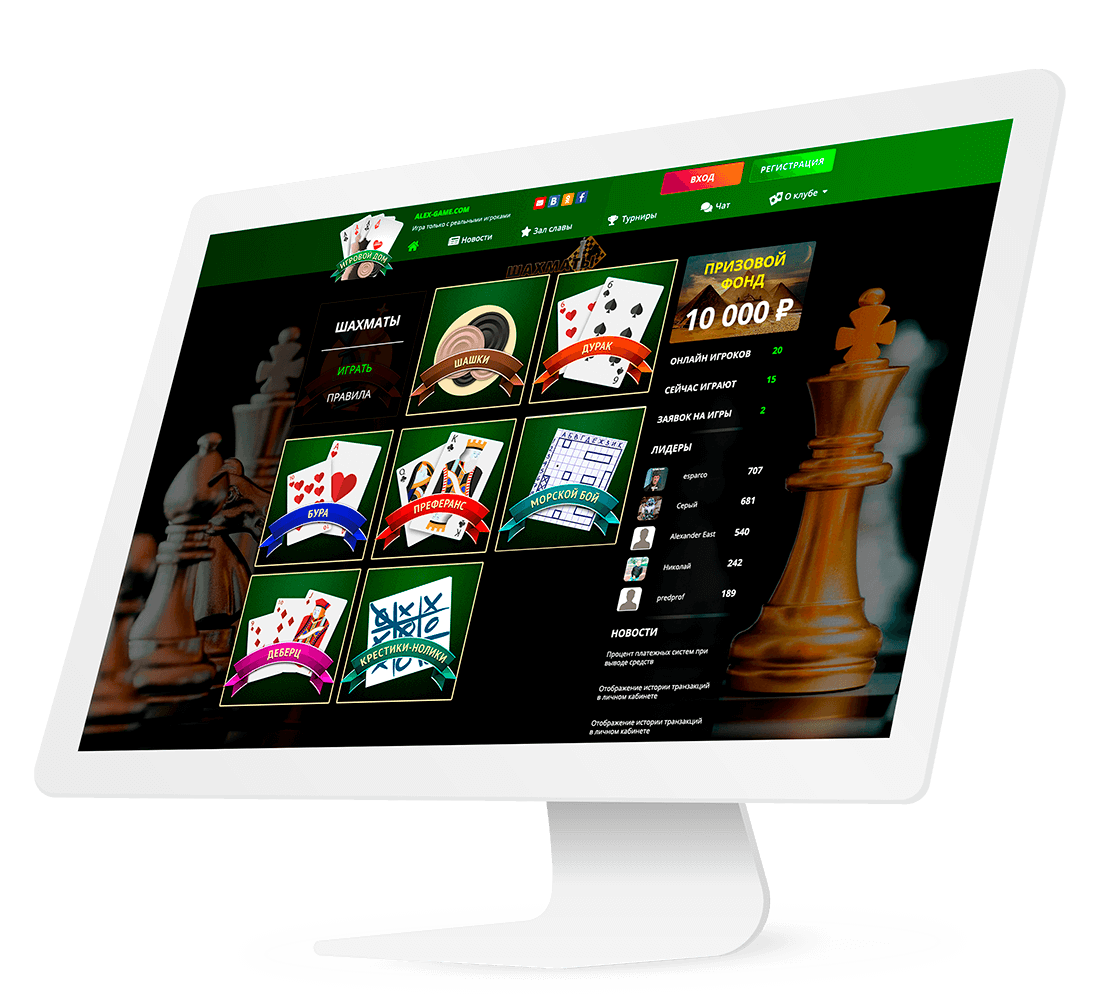 ALEX-GAME.COM
Игра только с реальными игроками
ВХОД
РЕГИСТРАЦИЯ
ИГРОВОЙ ДОМ
Новости
Зал славы
Турниры
Чат
О клубе
ШАХМАТЫ
ШАХМАТЫ
ИГРАТЬ
ПРАВИЛА
ШАШКИ
ДУРАК
БУРА
ПРЕФЕРАНС
АБВГДЕЖЗИК
МОРСКОЙ БОЙ
ДЕБЕРЦ
КРЕСТИКИ-НОЛИКИ
ПРИЗОВОЙ
ФОНД
10 000 ₽
ОНЛАЙН ИГРОКОВ 20
СЕЙЧАС ИГРАЮТ 15
ЗАЯВОК НА ИГРЫ 2
ЛИДЕРЫ
esparco 707
Серый 681
Alexander East 540
Николай 242
predprof 189
НОВОСТИ
Процент платежных систем при
выводе средств
Отображение истории транзакций
в личном кабинете
Отображение истории транзакций
в личном кабинете